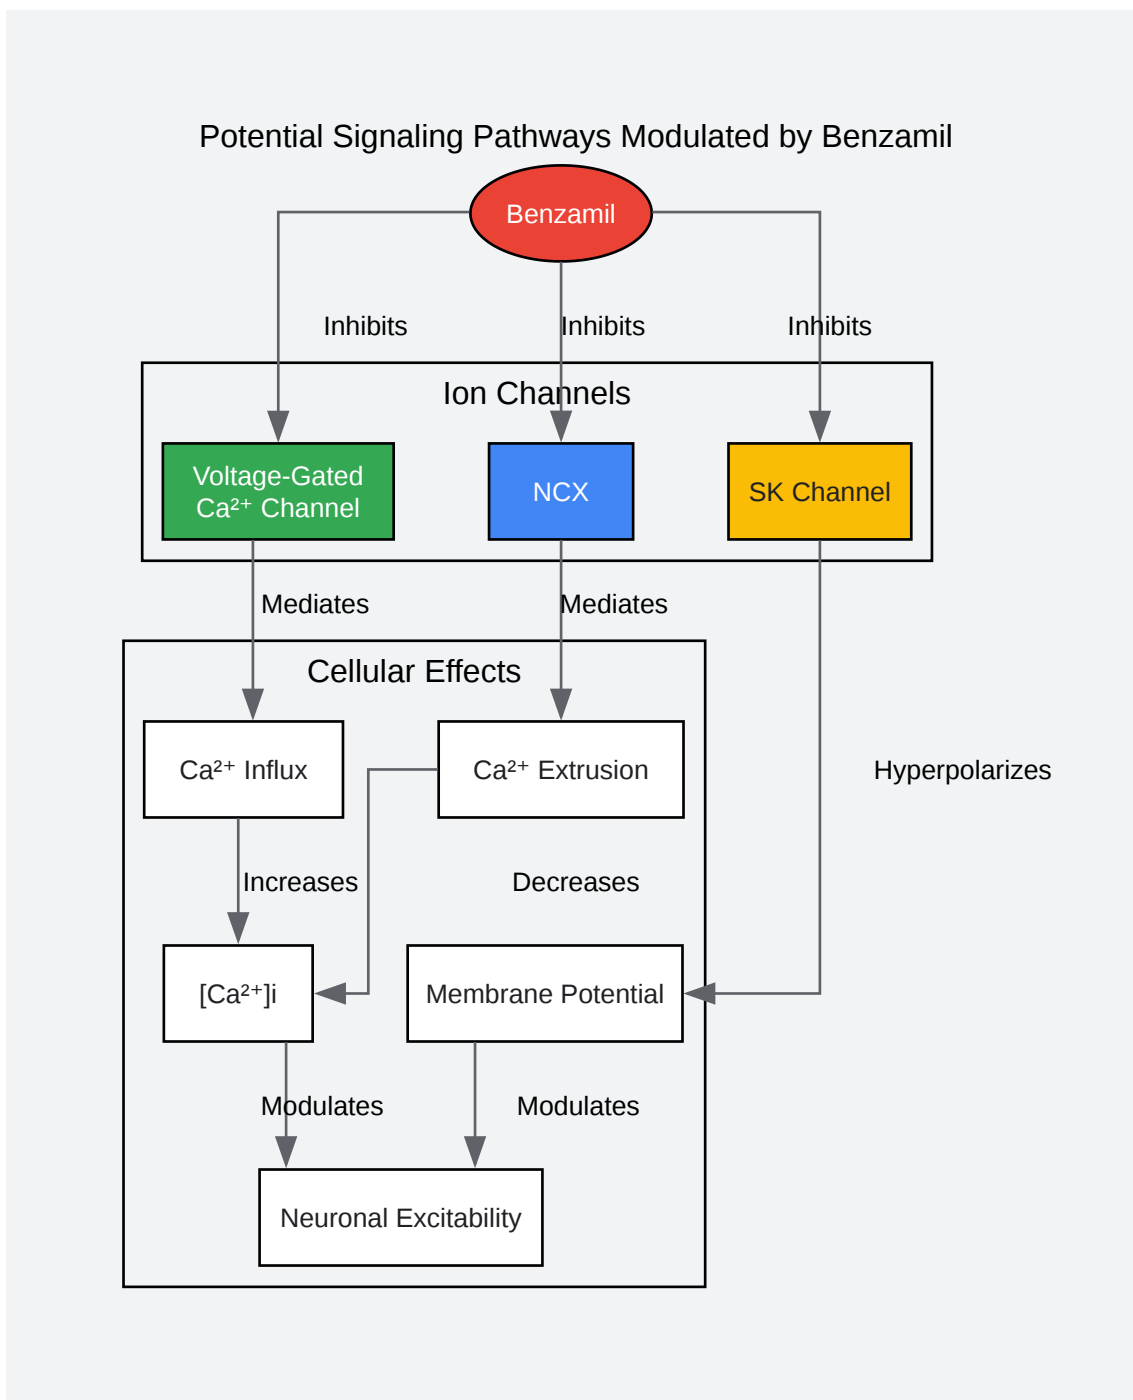 Potential Signaling Pathways Modulated by Benzamil
Benzamil
Inhibits
Inhibits
Inhibits
Ion Channels
Voltage-Gated
Ca²⁺ Channel
NCX
SK Channel
Mediates
Mediates
Cellular Effects
Ca²⁺ Influx
Ca²⁺ Extrusion
Hyperpolarizes
Increases
Decreases
[Ca²⁺]i
Membrane Potential
Modulates
Modulates
Neuronal Excitability